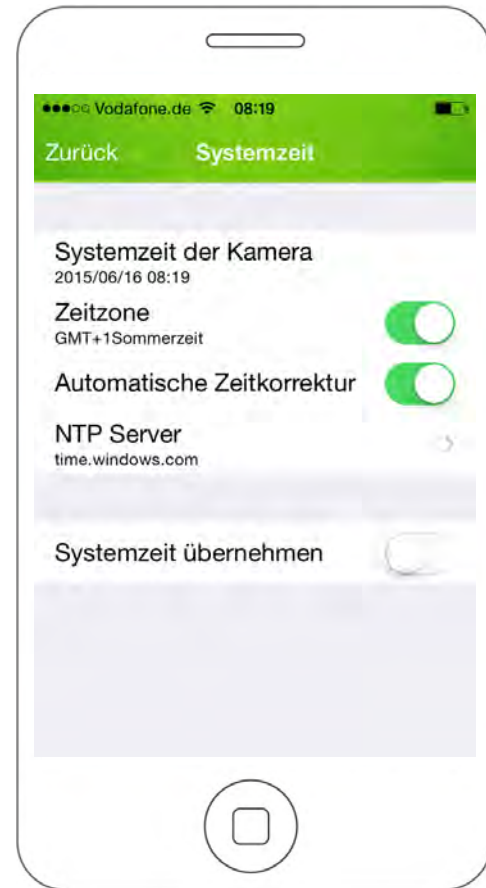 Vodafone.de 08:19
Zurück Systemzeit
Systemzeit der Kamera
2015/06/16 08:19
Zeitzone
GMT+1Sommerzeit
Automatische Zeitkorrektur
NTP Server
time.windows.com
Systemzeit übernehmen